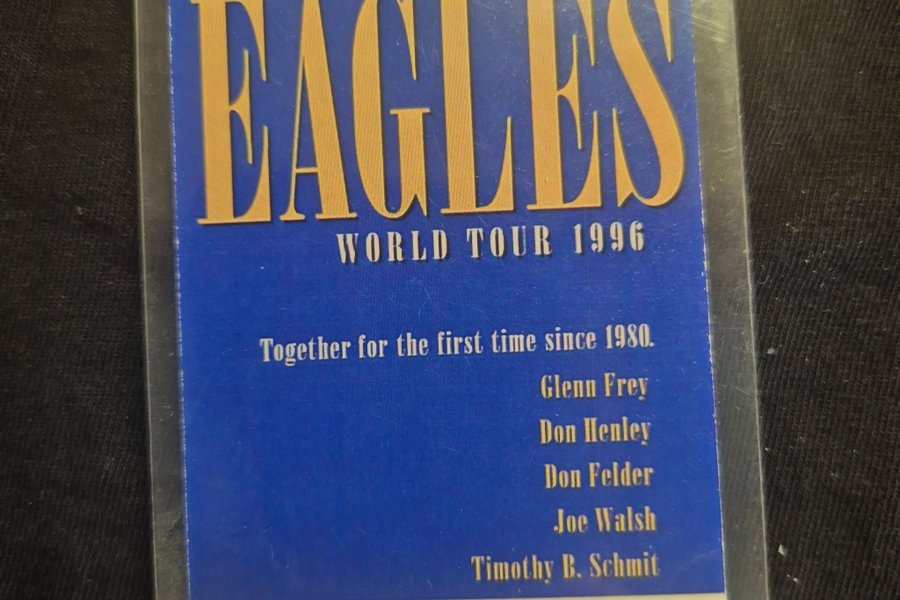 EAGLES
WORLD TOUR 1996
Together for the first time since 1980.
Glenn Frey
Don Henley
Don Felder
Joe Walsh
Timothy B. Schmit